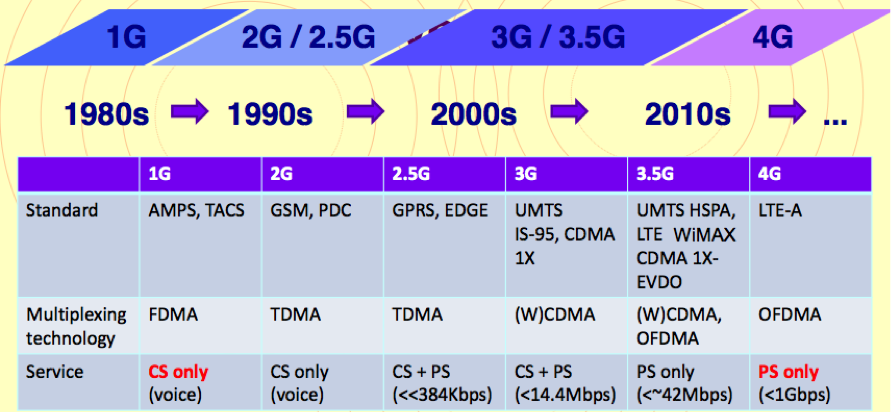 1G 2G / 2.5G 3G / 3.5G 4G
1980s 1990s 2000s 2010s ...
1G 2G 2.5G 3G 3.5G 4G
Standard AMPS, TACS GSM, PDC GPRS, EDGE UMTS UMTS HSPA, LTE-A
IS-95, CDMA LTE WiMAX
1X CDMA 1X-
EVDO
Multiplexing FDMA TDMA TDMA (W)CDMA (W)CDMA, OFDMA
technology OFDMA
Service CS only CS only CS + PS CS + PS PS only PS only
(voice) (voice) (<<384Kbps) (<14.4Mbps) (<~42Mbps) (<1Gbps)